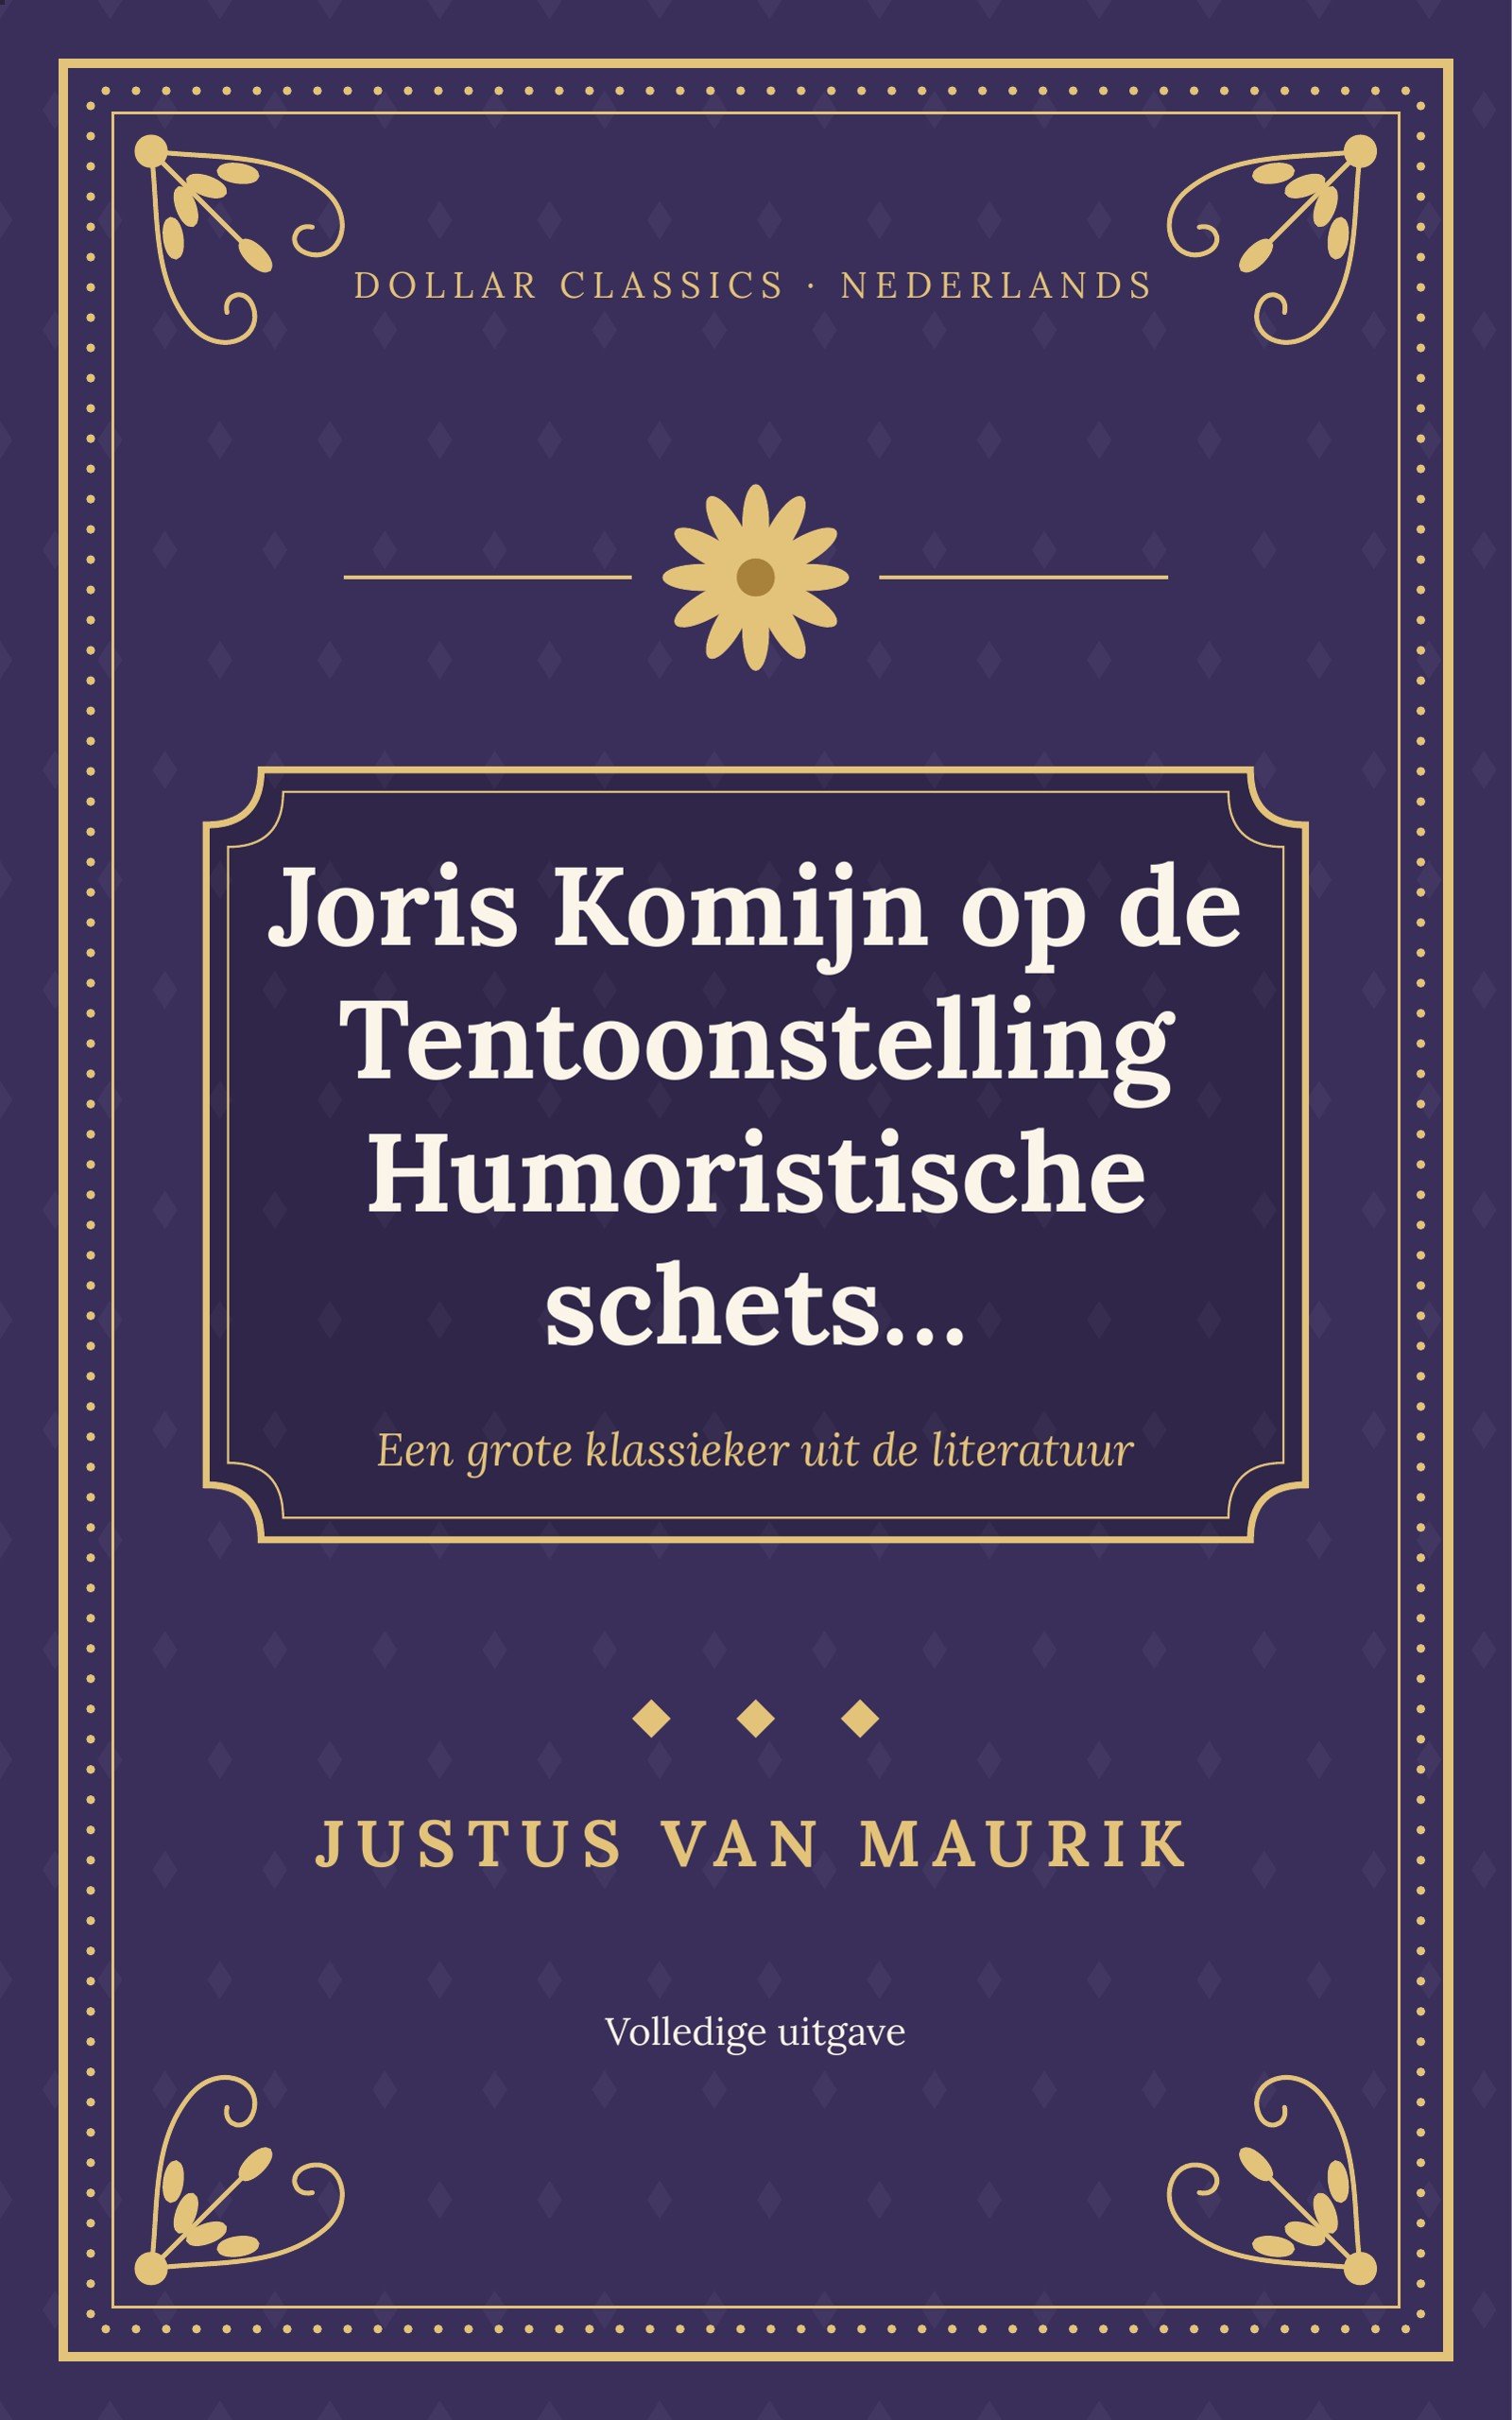 DOLLAR CLASSICS · NEDERLANDS
Joris Komijn op de
Tentoonstelling
Humoristische
schets...
Een grote klassieker uit de literatuur
JUSTUS VAN MAURIK
Volledige uitgave